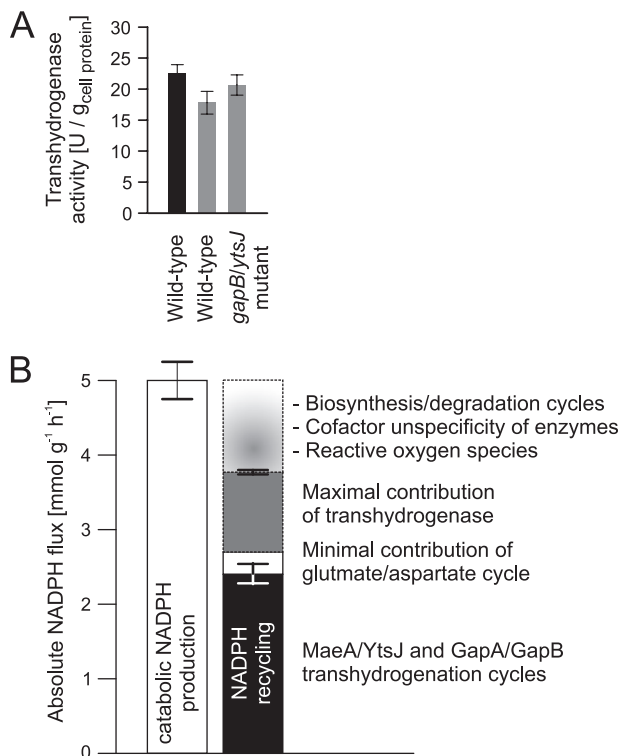 A
Transhydrogenase
activity [U / gcell protein]
30
25
20
15
10
5
0
Wild-type
Wild-type
gapB/ytsJ
mutant
B
Absolute NADPH flux [mmol g-1 h-1]
5
4
3
2
1
0
catabolic NADPH
production
NADPH
recycling
- Biosynthesis/degradation cycles
- Cofactor unspecificity of enzymes
- Reactive oxygen species
Maximal contribution
of transhydrogenase
Minimal contribution of
glutmate/aspartate cycle
MaeA/YtsJ and GapA/GapB
transhydrogenation cycles